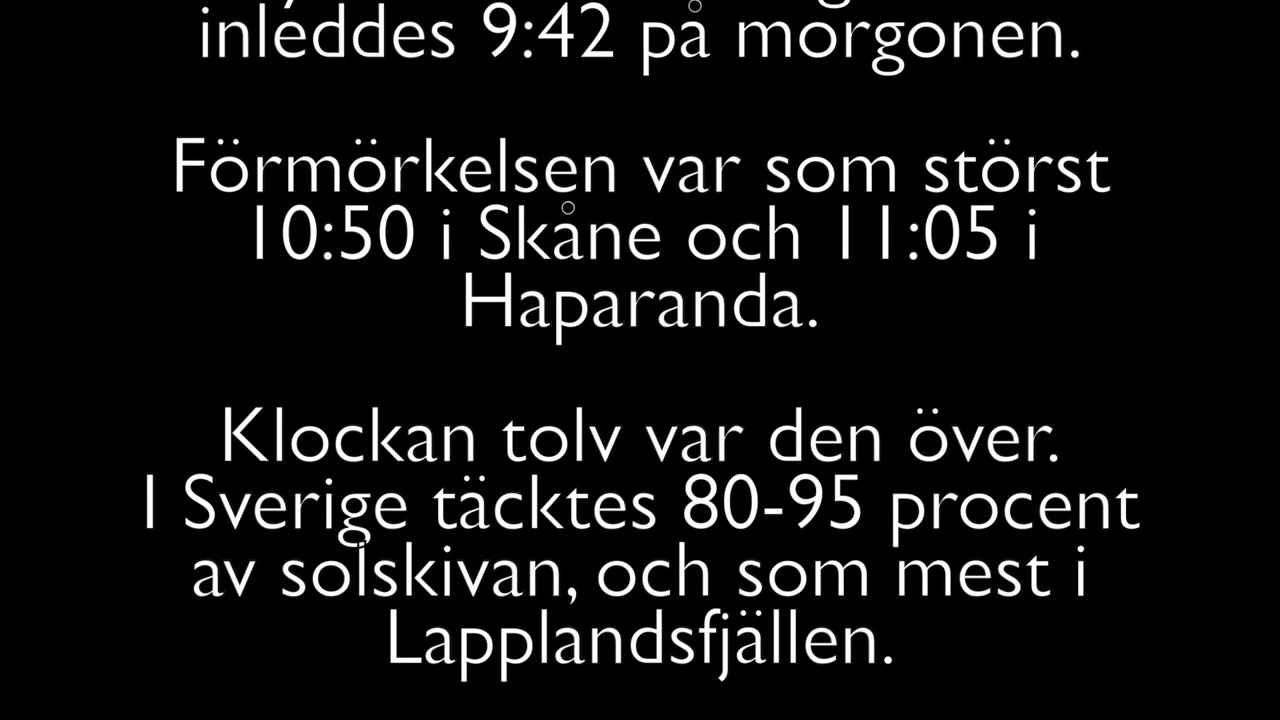 inleddes 9:42 på morgonen.
Förmörkelsen var som störst
10:50 i Skåne och 11:05 i
Haparanda.
Klockan tolv var den över.
I Sverige täcktes 80-95 procent
av solskivan, och som mest i
Lapplandsfjällen.